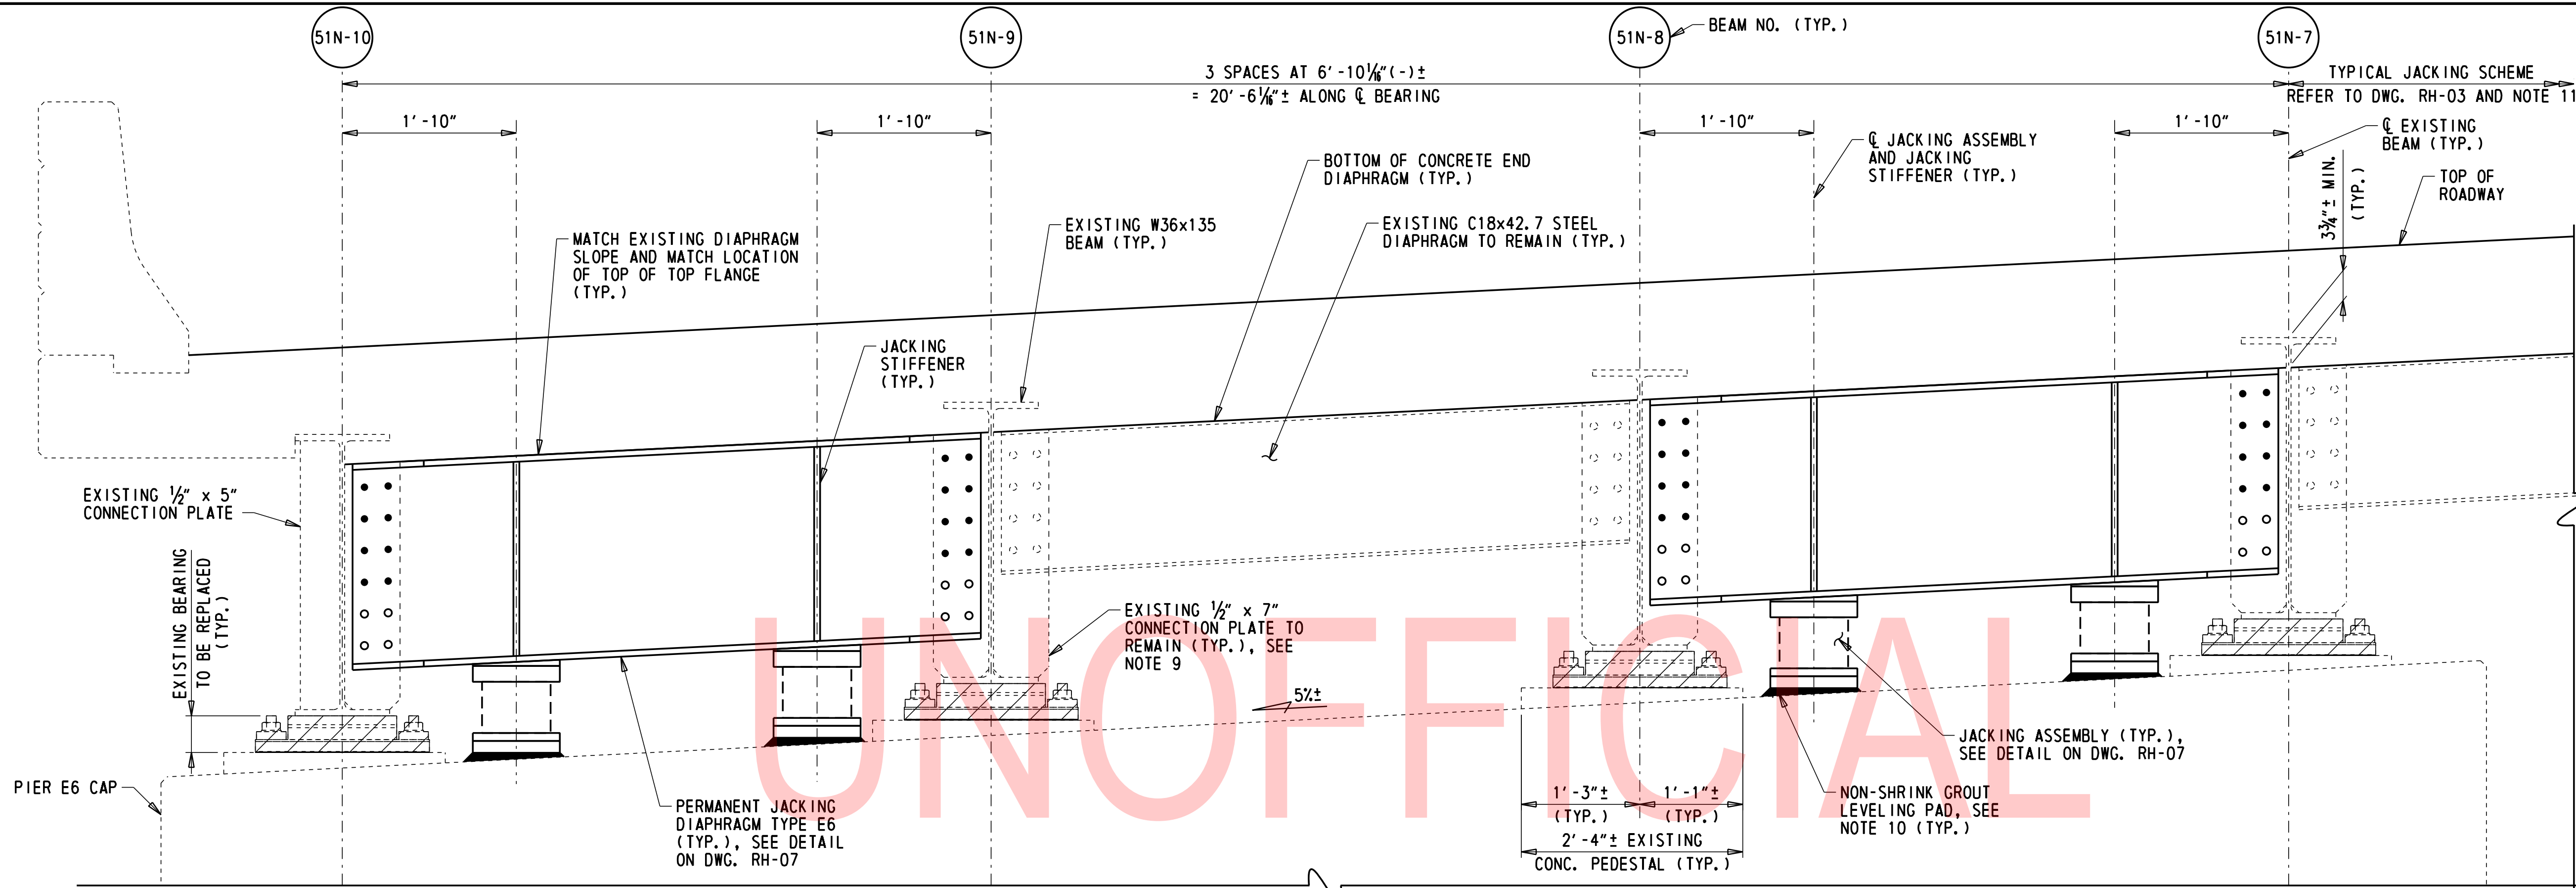 51N-10
51N-9
51N-8
BEAM NO. (TYP.)
51N-7
3 SPACES AT 6'-10 1/16"(-)±
= 20'-6 1/16"± ALONG ℄ BEARING
TYPICAL JACKING SCHEME
REFER TO DWG. RH-03 AND NOTE 11
1'-10"
1'-10"
1'-10"
1'-10"
℄ JACKING ASSEMBLY
AND JACKING
STIFFENER (TYP.)
℄ EXISTING
BEAM (TYP.)
3 3/4"± MIN.
(TYP.)
TOP OF
ROADWAY
BOTTOM OF CONCRETE END
DIAPHRAGM (TYP.)
EXISTING W36x135
BEAM (TYP.)
EXISTING C18x42.7 STEEL
DIAPHRAGM TO REMAIN (TYP.)
MATCH EXISTING DIAPHRAGM
SLOPE AND MATCH LOCATION
OF TOP OF TOP FLANGE
(TYP.)
JACKING
STIFFENER
(TYP.)
EXISTING 1/2" x 5"
CONNECTION PLATE
EXISTING BEARING
TO BE REPLACED
(TYP.)
EXISTING 1/2" x 7"
CONNECTION PLATE TO
REMAIN (TYP.), SEE
NOTE 9
5%±
PIER E6 CAP
PERMANENT JACKING
DIAPHRAGM TYPE E6
(TYP.), SEE DETAIL
ON DWG. RH-07
1'-3"±
(TYP.)
1'-1"±
(TYP.)
2'-4"± EXISTING
CONC. PEDESTAL (TYP.)
JACKING ASSEMBLY (TYP.),
SEE DETAIL ON DWG. RH-07
NON-SHRINK GROUT
LEVELING PAD, SEE
NOTE 10 (TYP.)
UNOFFICIAL